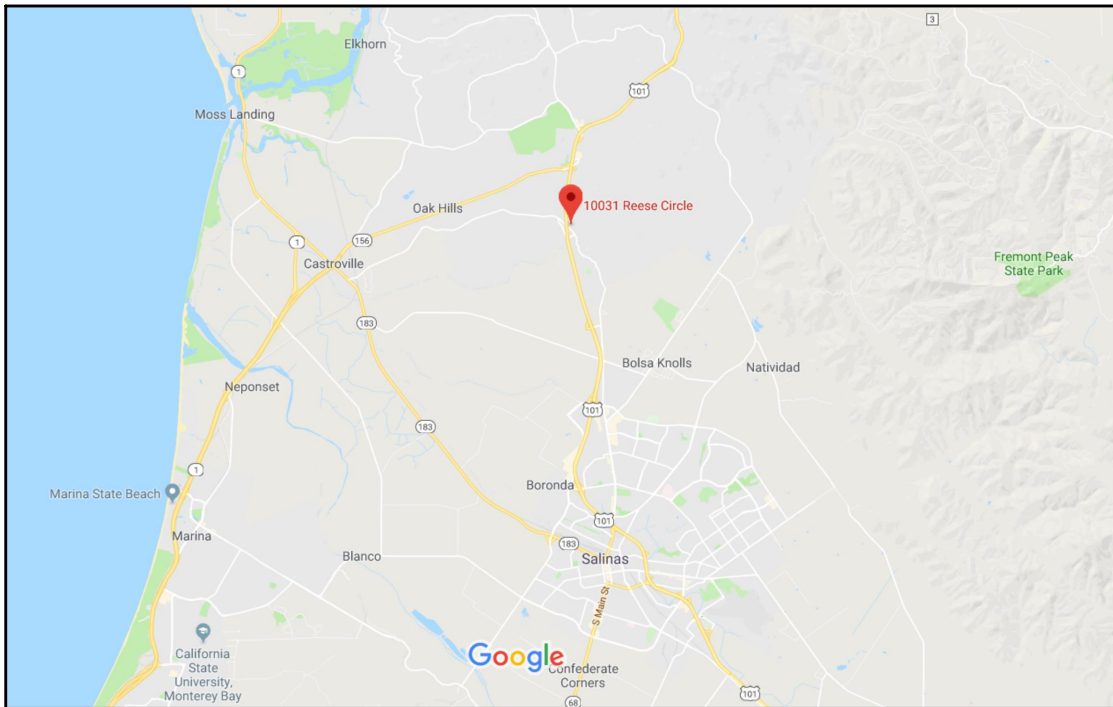 3
Elkhorn
1
101
Moss Landing
10031 Reese Circle
Oak Hills
156
1
Castroville
Fremont Peak
State Park
183
Bolsa Knolls
Natividad
Neponset
101
183
1
Boronda
Marina State Beach
101
Marina
183
Blanco
Salinas
S Main St
California
State
University,
Monterey Bay
Google
Confederate
Corners
101
68